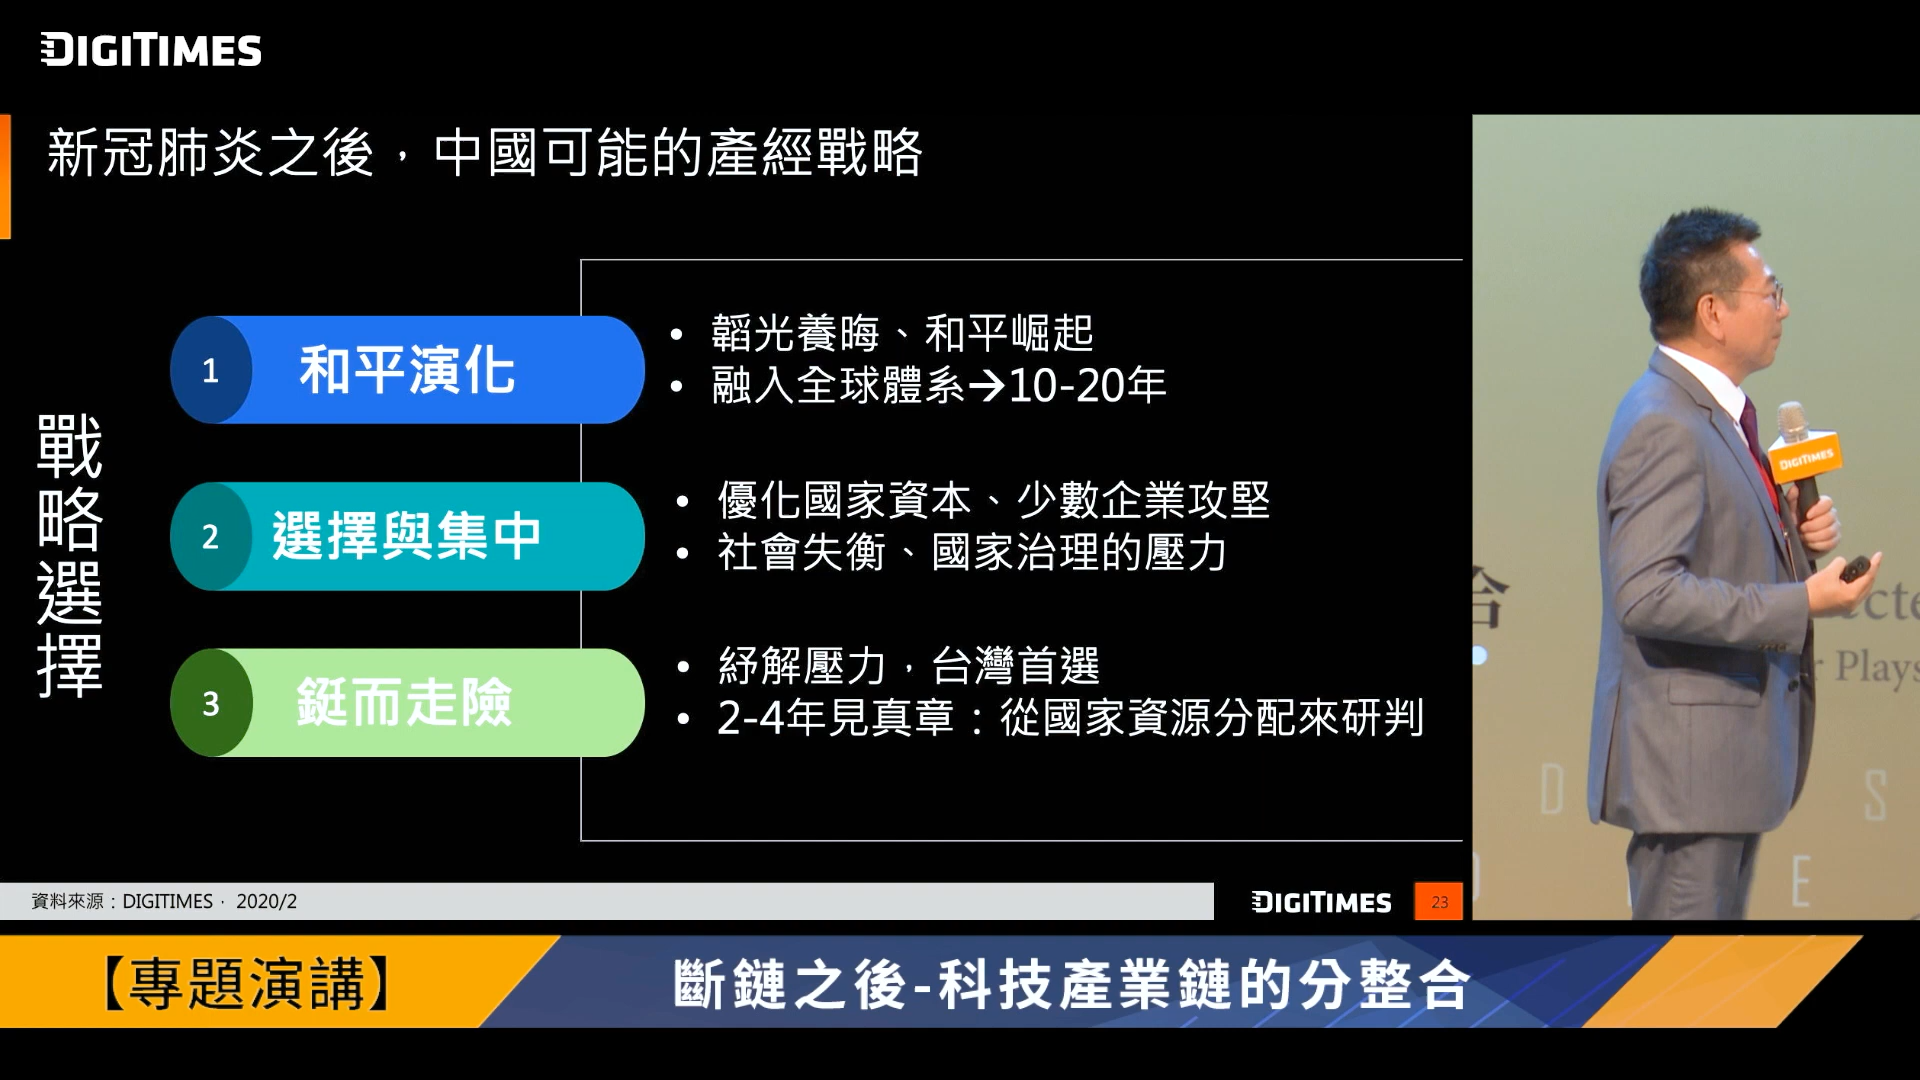 DIGITIMES
新冠肺炎之後，中國可能的產經戰略
戰略選擇
1 和平演化
• 韜光養晦、和平崛起
• 融入全球體系→10-20年
2 選擇與集中
• 優化國家資本、少數企業攻堅
• 社會失衡、國家治理的壓力
3 鋌而走險
• 紓解壓力，台灣首選
• 2-4年見真章：從國家資源分配來研判
資料來源：DIGITIMES， 2020/2
DIGITIMES 23
DIGITIMES
合
Plays
D S
E
【專題演講】
斷鏈之後-科技產業鏈的分整合